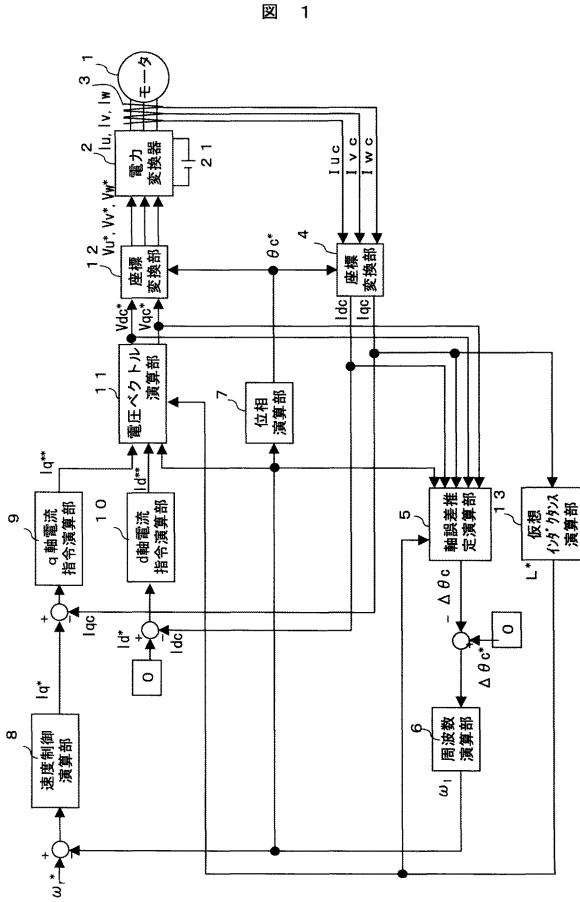 図 1
ωr*
+
-
8
速度制御
演算部
Iq*
+
-
Iqc
9
q軸電流
指令演算部
Iq**
0
Id*
+
-
Idc
10
d軸電流
指令演算部
Id**
11
電圧ベクトル
演算部
Vdc*
Vqc*
12
座標
変換部
Vu*, Vv*, Vw*
2
電力
変換器
21
Iu, Iv, Iw
3
1
モータ
7
位相
演算部
θc*
Iuc
Ivc
Iwc
4
座標
変換部
Idc
Iqc
5
軸誤差推
定演算部
Δθc
-
+
0
Δθc*
6
周波数
演算部
ω1
13
仮想
インダクタンス
演算部
L*